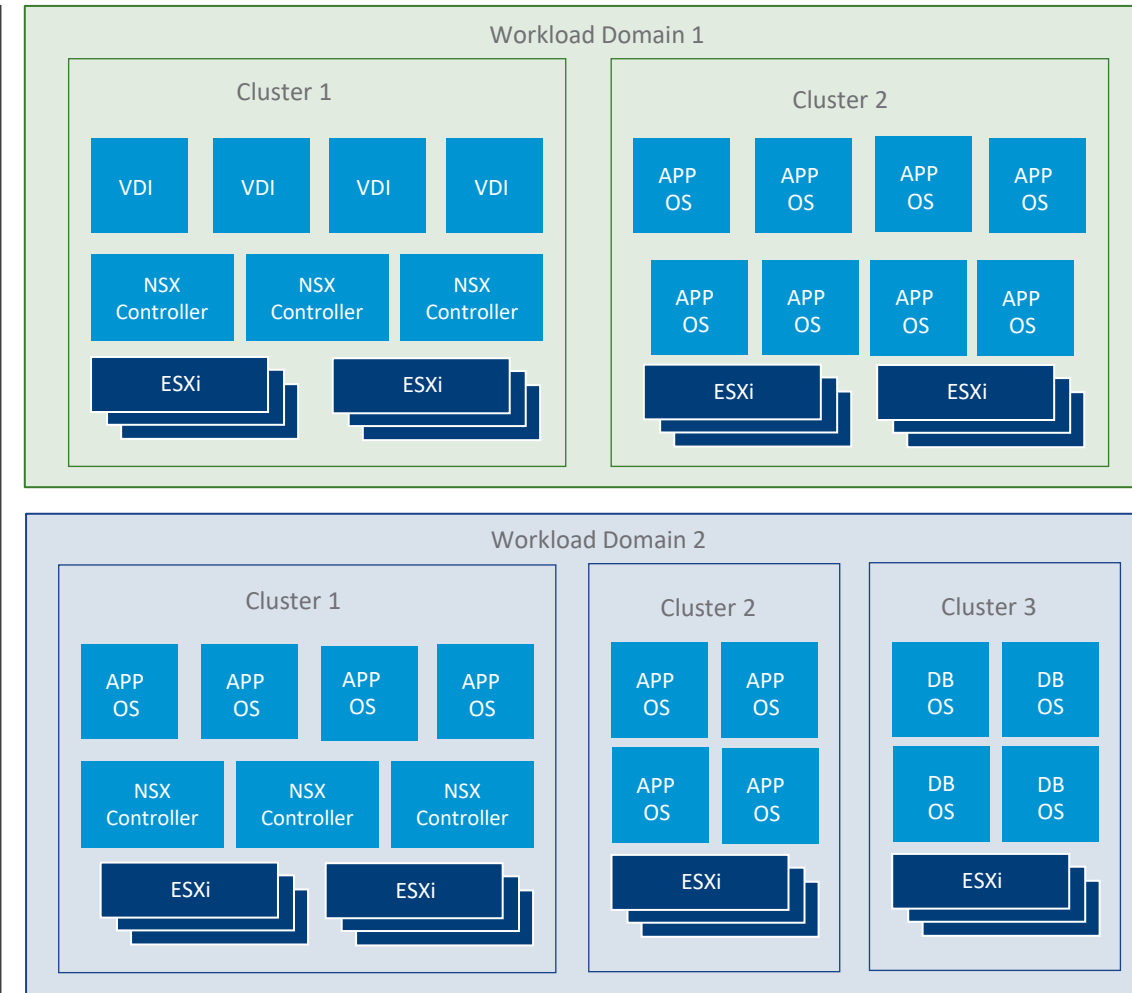 Workload Domain 1
Cluster 1
VDI
VDI
VDI
VDI
NSX
Controller
NSX
Controller
NSX
Controller
ESXi
ESXi
Cluster 2
APP
OS
APP
OS
APP
OS
APP
OS
APP
OS
APP
OS
APP
OS
APP
OS
ESXi
ESXi
Workload Domain 2
Cluster 1
APP
OS
APP
OS
APP
OS
APP
OS
NSX
Controller
NSX
Controller
NSX
Controller
ESXi
ESXi
Cluster 2
APP
OS
APP
OS
APP
OS
APP
OS
ESXi
Cluster 3
DB
OS
DB
OS
DB
OS
DB
OS
ESXi